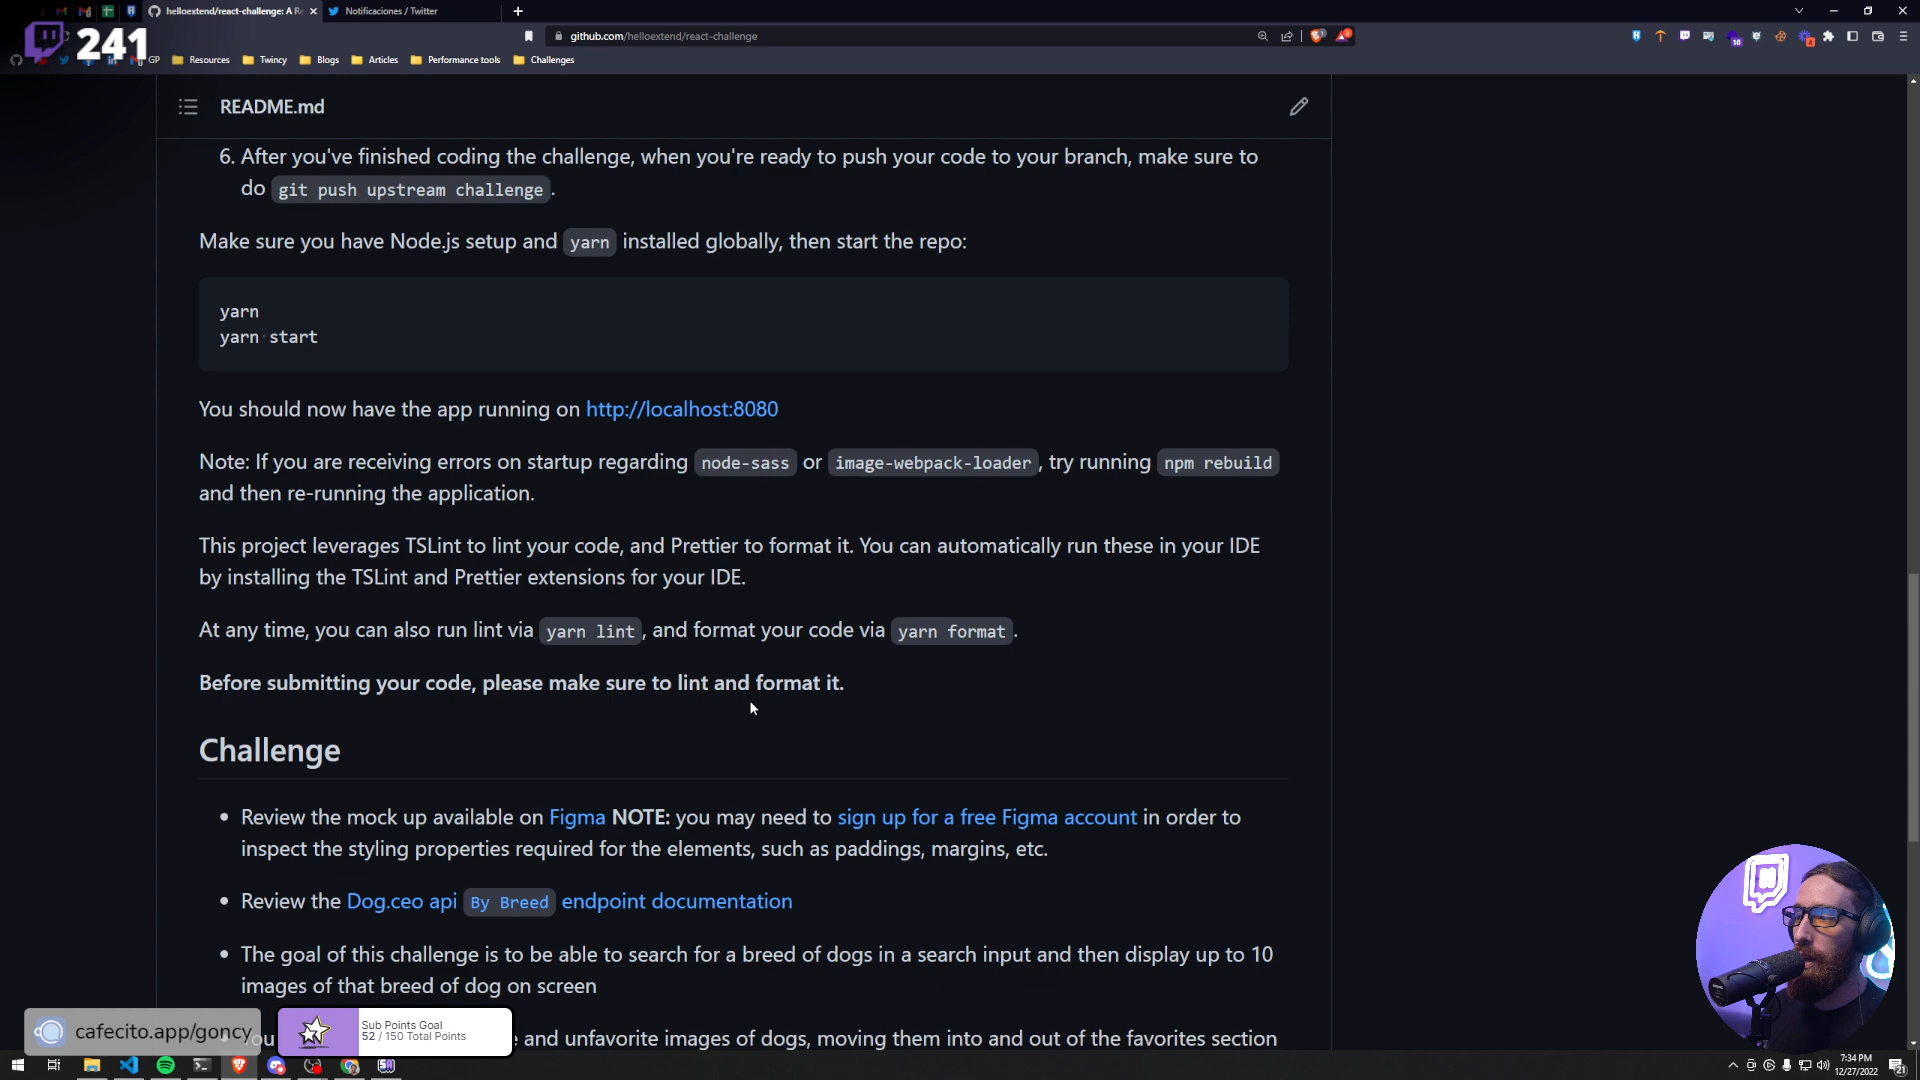 helloextend/react-challenge: A R
Notificaciones / Twitter
241
github.com/helloextend/react-challenge
GP
Resources
Twincy
Blogs
Articles
Performance tools
Challenges
README.md
6. After you've finished coding the challenge, when you're ready to push your code to your branch, make sure to
do git push upstream challenge.
Make sure you have Node.js setup and yarn installed globally, then start the repo:
yarn
yarn start
You should now have the app running on http://localhost:8080
Note: If you are receiving errors on startup regarding node-sass or image-webpack-loader, try running npm rebuild
and then re-running the application.
This project leverages TSLint to lint your code, and Prettier to format it. You can automatically run these in your IDE
by installing the TSLint and Prettier extensions for your IDE.
At any time, you can also run lint via yarn lint, and format your code via yarn format.
Before submitting your code, please make sure to lint and format it.
Challenge
• Review the mock up available on Figma NOTE: you may need to sign up for a free Figma account in order to
inspect the styling properties required for the elements, such as paddings, margins, etc.
• Review the Dog.ceo api By Breed endpoint documentation
• The goal of this challenge is to be able to search for a breed of dogs in a search input and then display up to 10
images of that breed of dog on screen
You and unfavorite images of dogs, moving them into and out of the favorites section
cafecito.app/goncy
Sub Points Goal
52 / 150 Total Points
7:34 PM
12/27/2022